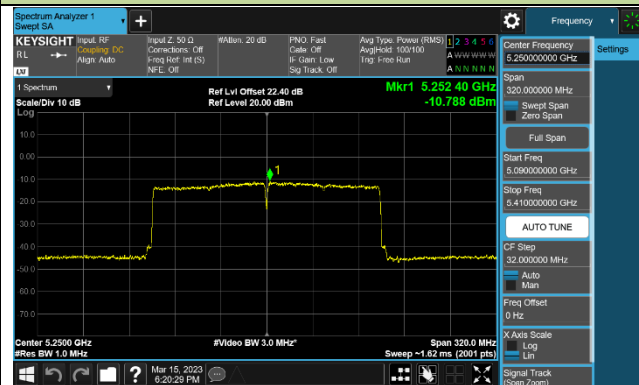 Spectrum Analyzer 1
Swept SA
Frequency
KEYSIGHT
RL
LXI
Input: RF
Coupling: DC
Align: Auto
Input Z: 50 Ω
Corrections: Off
Freq Ref: Int (S)
NFE: Off
#Atten: 20 dB
PNO: Fast
Gate: Off
IF Gain: Low
Sig Track: Off
Avg Type: Power (RMS)
Avg|Hold: 100/100
Trig: Free Run
1 2 3 4 5 6
A W W W W W
A N N N N N
1 Spectrum
Scale/Div 10 dB
Log
Ref Lvl Offset 22.40 dB
Ref Level 20.00 dBm
Mkr1 5.252 40 GHz
-10.788 dBm
10.0
0.00
-10.0
-20.0
-30.0
-40.0
-50.0
-60.0
-70.0
1
Center 5.2500 GHz
#Res BW 1.0 MHz
#Video BW 3.0 MHz*
Span 320.0 MHz
Sweep ~1.62 ms (2001 pts)
Mar 15, 2023
6:20:29 PM
?
Center Frequency
5.250000000 GHz
Span
320.000000 MHz
Swept Span
Zero Span
Full Span
Start Freq
5.090000000 GHz
Stop Freq
5.410000000 GHz
AUTO TUNE
CF Step
32.000000 MHz
Auto
Man
Freq Offset
0 Hz
X Axis Scale
Log
Lin
Signal Track
(Span Zoom)
Settings